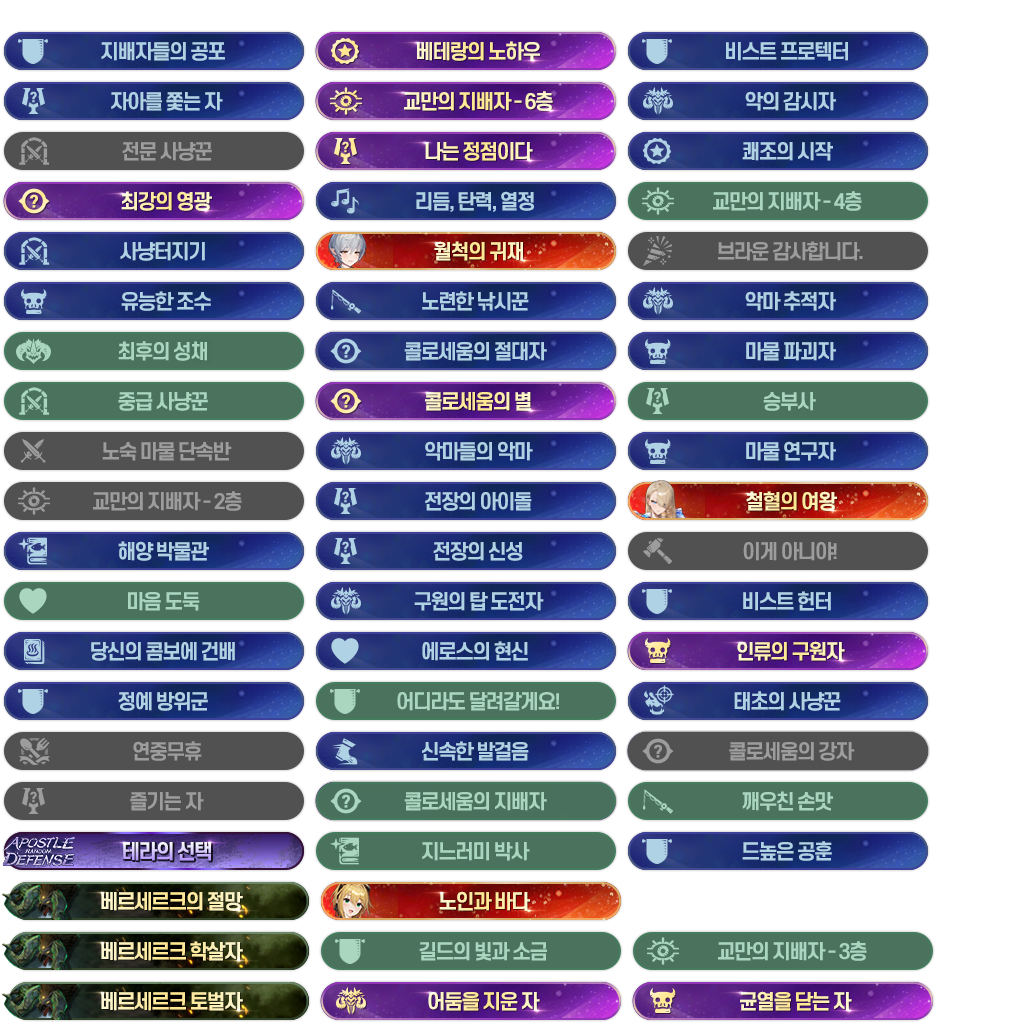 지배자들의 공포
베테랑의 노하우
비스트 프로텍터
자아를 쫓는 자
교만의 지배자 - 6층
악의 감시자
전문 사냥꾼
나는 정점이다
쾌조의 시작
최강의 영광
리듬, 탄력, 열정
교만의 지배자 - 4층
사냥터지기
월척의 귀재
브라운 감사합니다.
유능한 조수
노련한 낚시꾼
악마 추적자
최후의 성채
콜로세움의 절대자
마물 파괴자
중급 사냥꾼
콜로세움의 별
승부사
노숙 마물 단속반
악마들의 악마
마물 연구자
교만의 지배자 - 2층
전장의 아이돌
철혈의 여왕
해양 박물관
전장의 신성
이게 아니야!
마음 도둑
구원의 탑 도전자
비스트 헌터
당신의 콤보에 건배
에로스의 현신
인류의 구원자
정예 방위군
어디라도 달려갈게요!
태초의 사냥꾼
연중무휴
신속한 발걸음
콜로세움의 강자
즐기는 자
콜로세움의 지배자
깨우친 손맛
APOSTLE
RANDOM
DEFENSE
테라의 선택
지느러미 박사
드높은 공훈
베르세르크의 절망
노인과 바다
베르세르크 학살자
길드의 빛과 소금
교만의 지배자 - 3층
베르세르크 토벌자
어둠을 지운 자
균열을 닫는 자